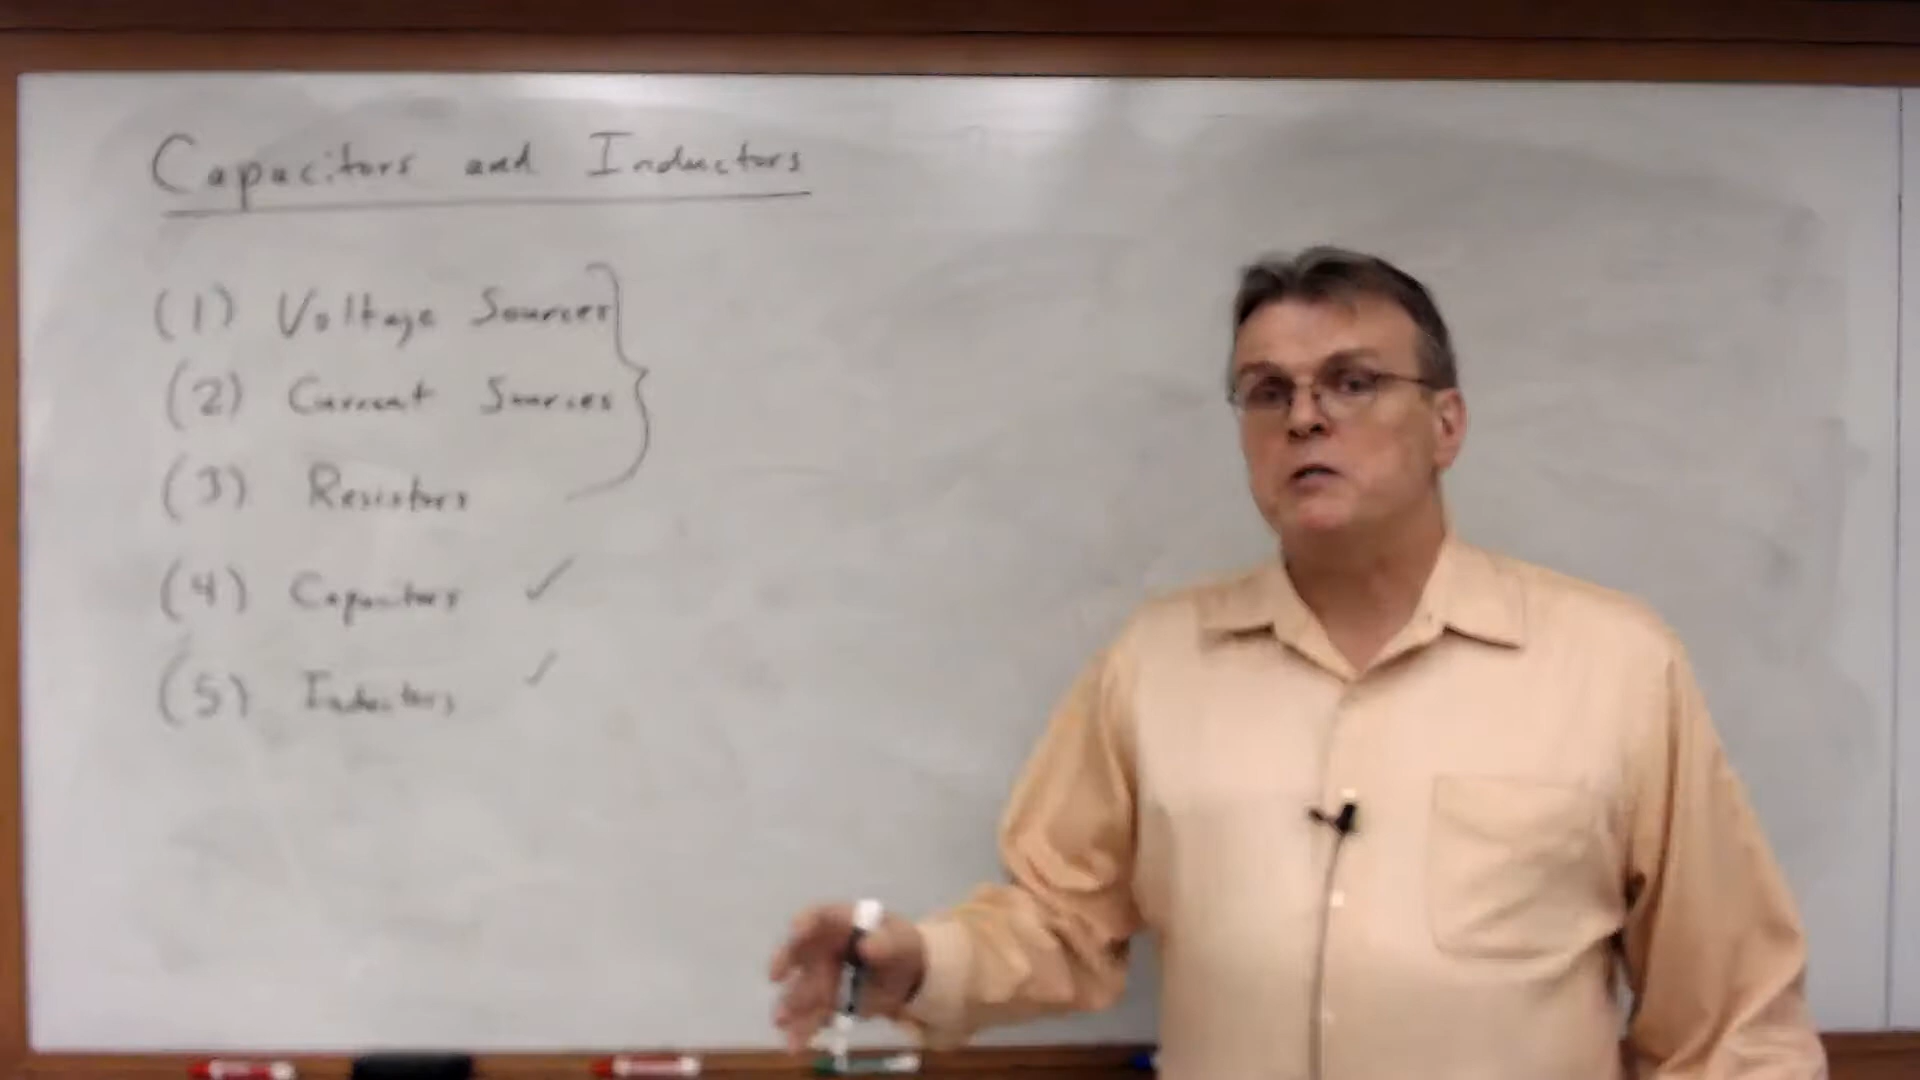 Capacitors and Inductors
(1) Voltage Sources
(2) Current Sources
(3) Resistors
(4) Capacitors ✓
(5) Inductors ✓